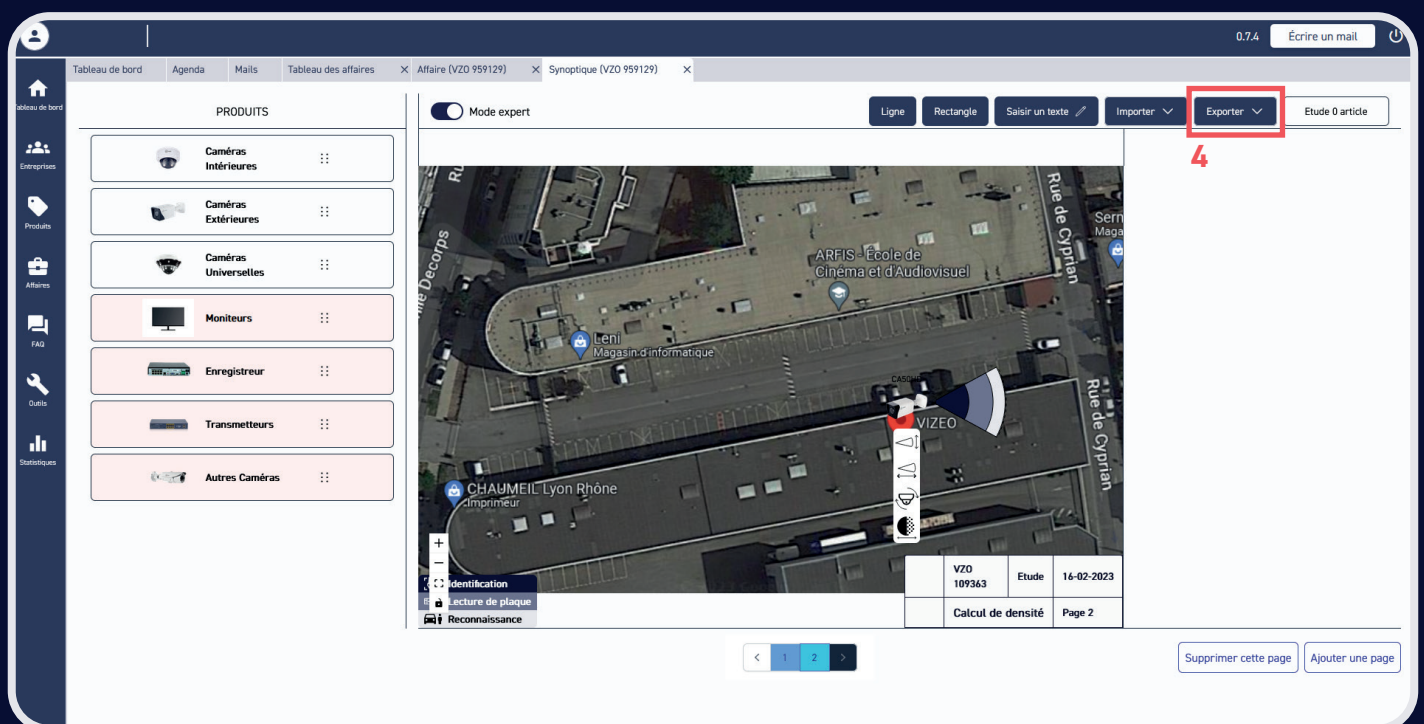 0.7.4
Écrire un mail
Tableau de bord
Agenda
Mails
Tableau des affaires
Affaire (VZO 959129)
Synoptique (VZO 959129)
Tableau de bord
Entreprises
Produits
Affaires
FAQ
Outils
Statistiques
PRODUITS
Caméras
Intérieures
Caméras
Extérieures
Caméras
Universelles
Moniteurs
Enregistreur
Transmetteurs
Autres Caméras
Mode expert
Ligne
Rectangle
Saisir un texte
Importer
Exporter
Etude 0 article
4
Rue de Cyprian
Sern
Maga
Decorps
ARFIS - École de
Cinéma et d'Audiovisuel
Leni
Magasin d'informatique
VIZEO
Rue de Cyprian
CHAUMEIL Lyon Rhône
Imprimeur
Identification
Lecture de plaque
Reconnaissance
VZO
109363
Etude
16-02-2023
Calcul de densité
Page 2
1
2
Supprimer cette page
Ajouter une page